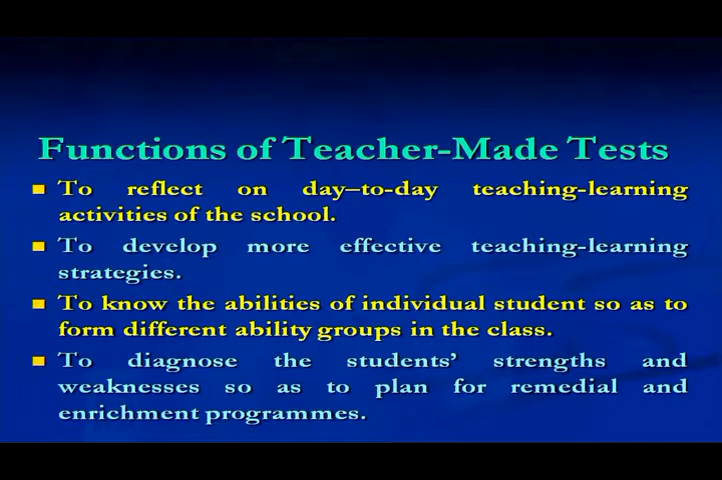 Functions of Teacher-Made Tests
To reflect on day–to-day teaching-learning
activities of the school.
To develop more effective teaching-learning
strategies.
To know the abilities of individual student so as to
form different ability groups in the class.
To diagnose the students’ strengths and
weaknesses so as to plan for remedial and
enrichment programmes.